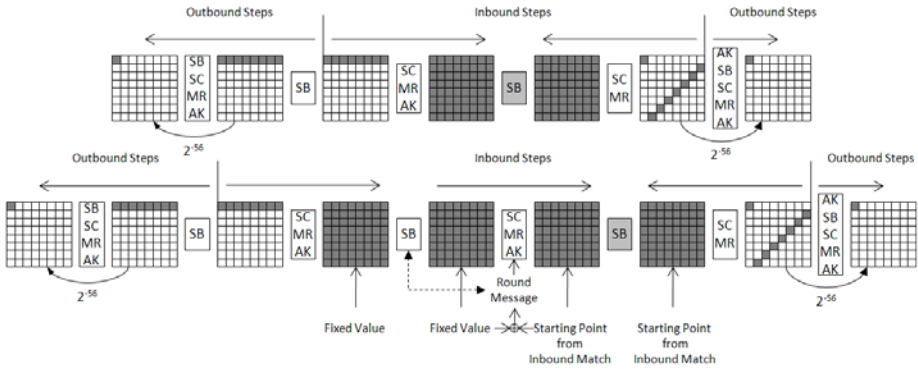 Outbound Steps Inbound Steps Outbound Steps
SB
SC
MR
AK
SB
SC
MR
AK
SB
SC
MR
AK
SB
SC
MR
AK
2-56
2-56
Outbound Steps Inbound Steps Outbound Steps
SB
SC
MR
AK
SB
SC
MR
AK
SB
SC
MR
AK
SB
SC
MR
AK
SB
SC
MR
AK
2-56
2-56
Round
Message
Fixed Value Fixed Value Starting Point Starting Point
from from
Inbound Match Inbound Match